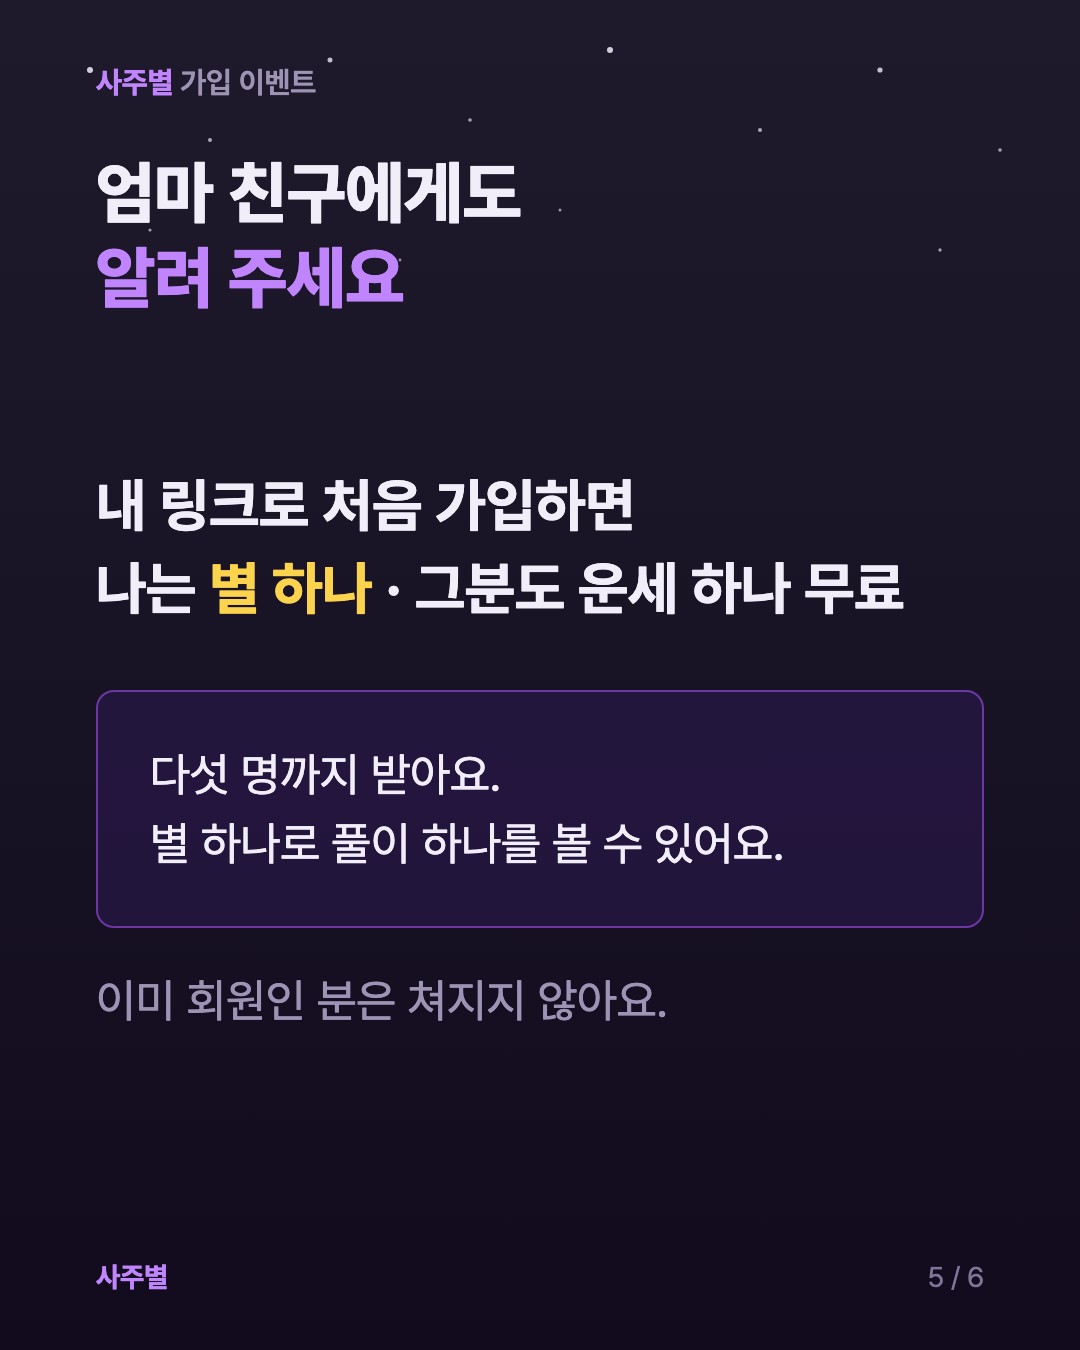 사주별 가입 이벤트
엄마 친구에게도
알려 주세요
내 링크로 처음 가입하면
나는 별 하나 · 그분도 운세 하나 무료
다섯 명까지 받아요.
별 하나로 풀이 하나를 볼 수 있어요.
이미 회원인 분은 쳐지지 않아요.
사주별
5 / 6